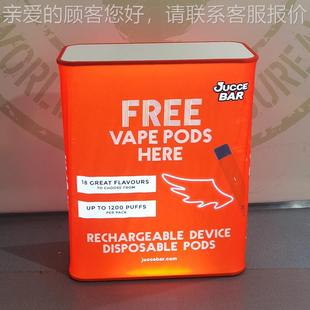 亲爱的顾客您好，请联系客服报价
JUCCE
BAR
FREE
VAPE PODS
HERE
18 GREAT FLAVOURS
TO CHOOSE FROM
UP TO 1200 PUFFS
PER PACK
RECHARGEABLE DEVICE
DISPOSABLE PODS
juccebar.com